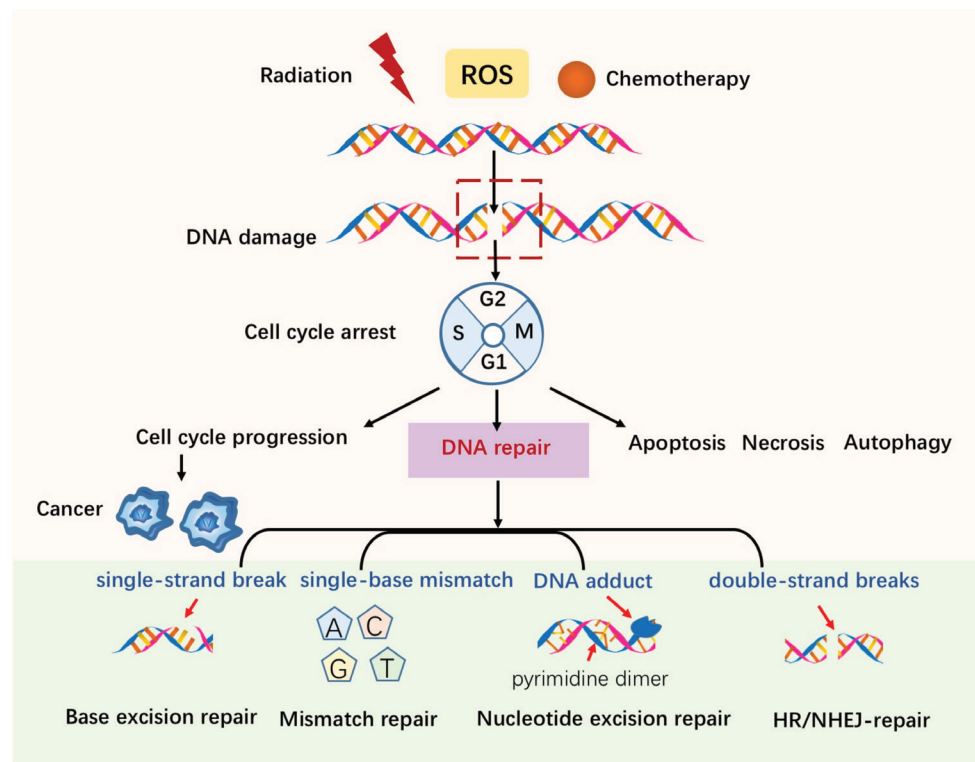 Radiation
ROS
Chemotherapy
DNA damage
Cell cycle arrest
G2
S
M
G1
Cell cycle progression
DNA repair
Apoptosis Necrosis Autophagy
Cancer
single-strand break
single-base mismatch
DNA adduct
double-strand breaks
A
C
G
T
pyrimidine dimer
Base excision repair
Mismatch repair
Nucleotide excision repair
HR/NHEJ-repair